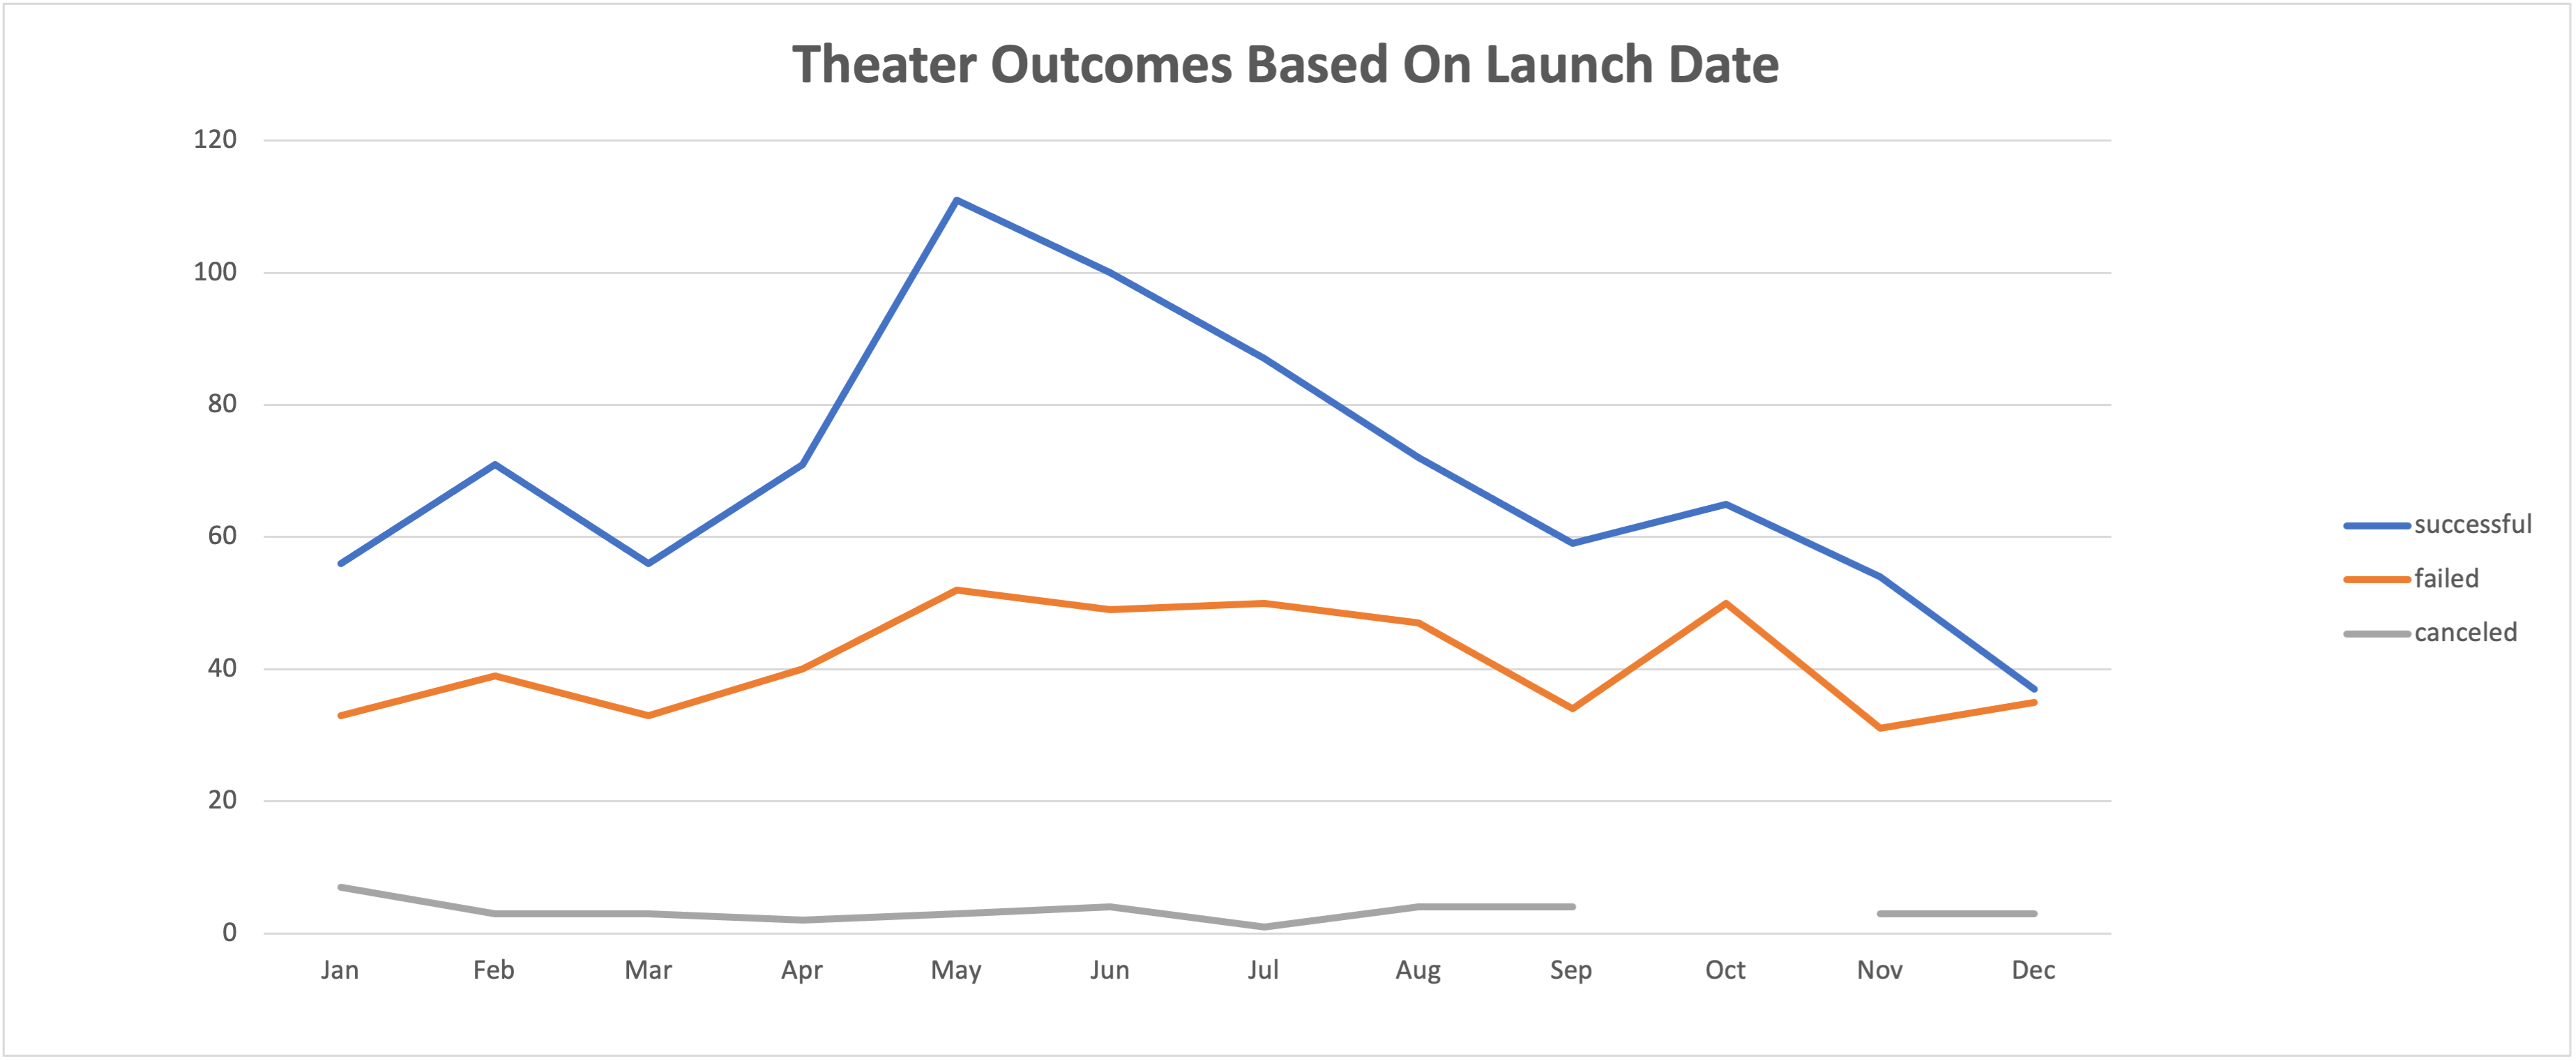 Theater Outcomes Based On Launch Date
120
100
80
60
40
20
0
Jan Feb Mar Apr May Jun Jul Aug Sep Oct Nov Dec
successful
failed
canceled